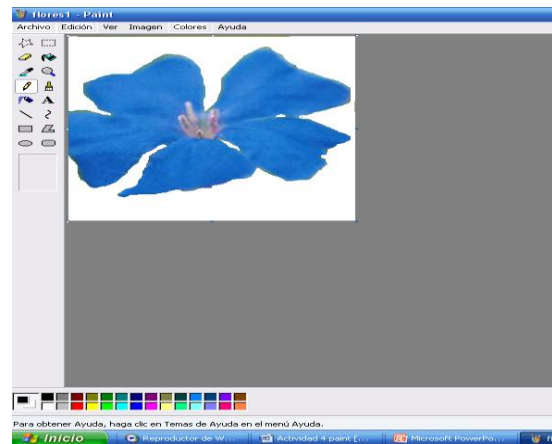 flores1 - Paint
Archivo Edición Ver Imagen Colores Ayuda
A
Para obtener Ayuda, haga clic en Temas de Ayuda en el menú Ayuda.
Inicio Reproductor de W... Actividad 4 paint [... Microsoft PowerPo...